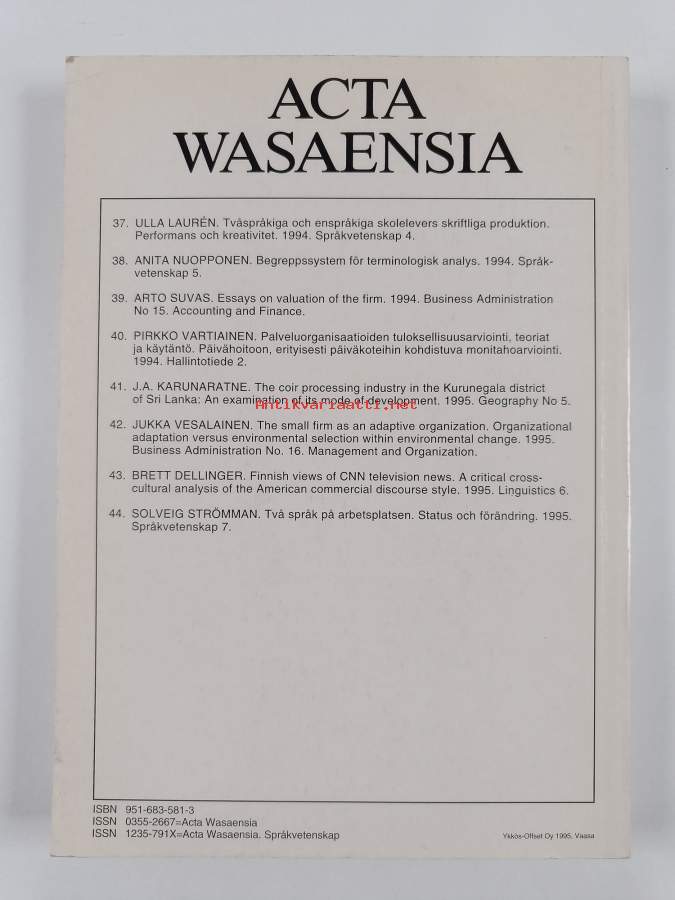 ACTA
WASAENSIA
37. ULLA LAURÉN. Tvåspråkiga och enspråkiga skolelevers skriftliga produktion.
Performans och kreativitet. 1994. Språkvetenskap 4.
38. ANITA NUOPPONEN. Begreppssystem för terminologisk analys. 1994. Språk-
vetenskap 5.
39. ARTO SUVAS. Essays on valuation of the firm. 1994. Business Administration
No 15. Accounting and Finance.
40. PIRKKO VARTIAINEN. Palveluorganisaatioiden tuloksellisuusarviointi, teoriat
ja käytäntö. Päivähoitoon, erityisesti päiväkoteihin kohdistuva monitahoarviointi.
1994. Hallintotiede 2.
41. J.A. KARUNARATNE. The coir processing industry in the Kurunegala district
of Sri Lanka: An examination of its mode of development. 1995. Geography No 5.
Antikvariaatti.net
42. JUKKA VESALAINEN. The small firm as an adaptive organization. Organizational
adaptation versus environmental selection within environmental change. 1995.
Business Administration No. 16. Management and Organization.
43. BRETT DELLINGER. Finnish views of CNN television news. A critical cross-
cultural analysis of the American commercial discourse style. 1995. Linguistics 6.
44. SOLVEIG STRÖMMAN. Två språk på arbetsplatsen. Status och förändring. 1995.
Språkvetenskap 7.
ISBN 951-683-581-3
ISSN 0355-2667=Acta Wasaensia
ISSN 1235-791X=Acta Wasaensia. Språkvetenskap
Ykkös-Offset Oy 1995, Vaasa